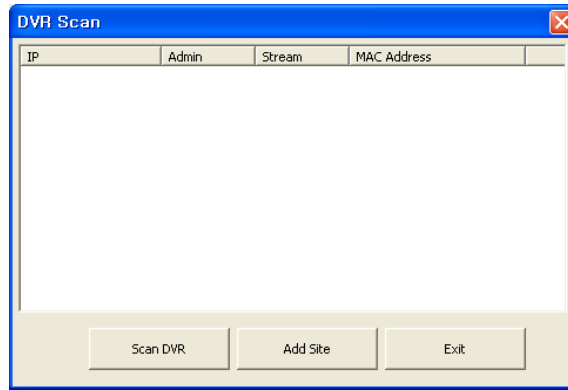 DVR Scan
IP Admin Stream MAC Address
Scan DVR Add Site Exit